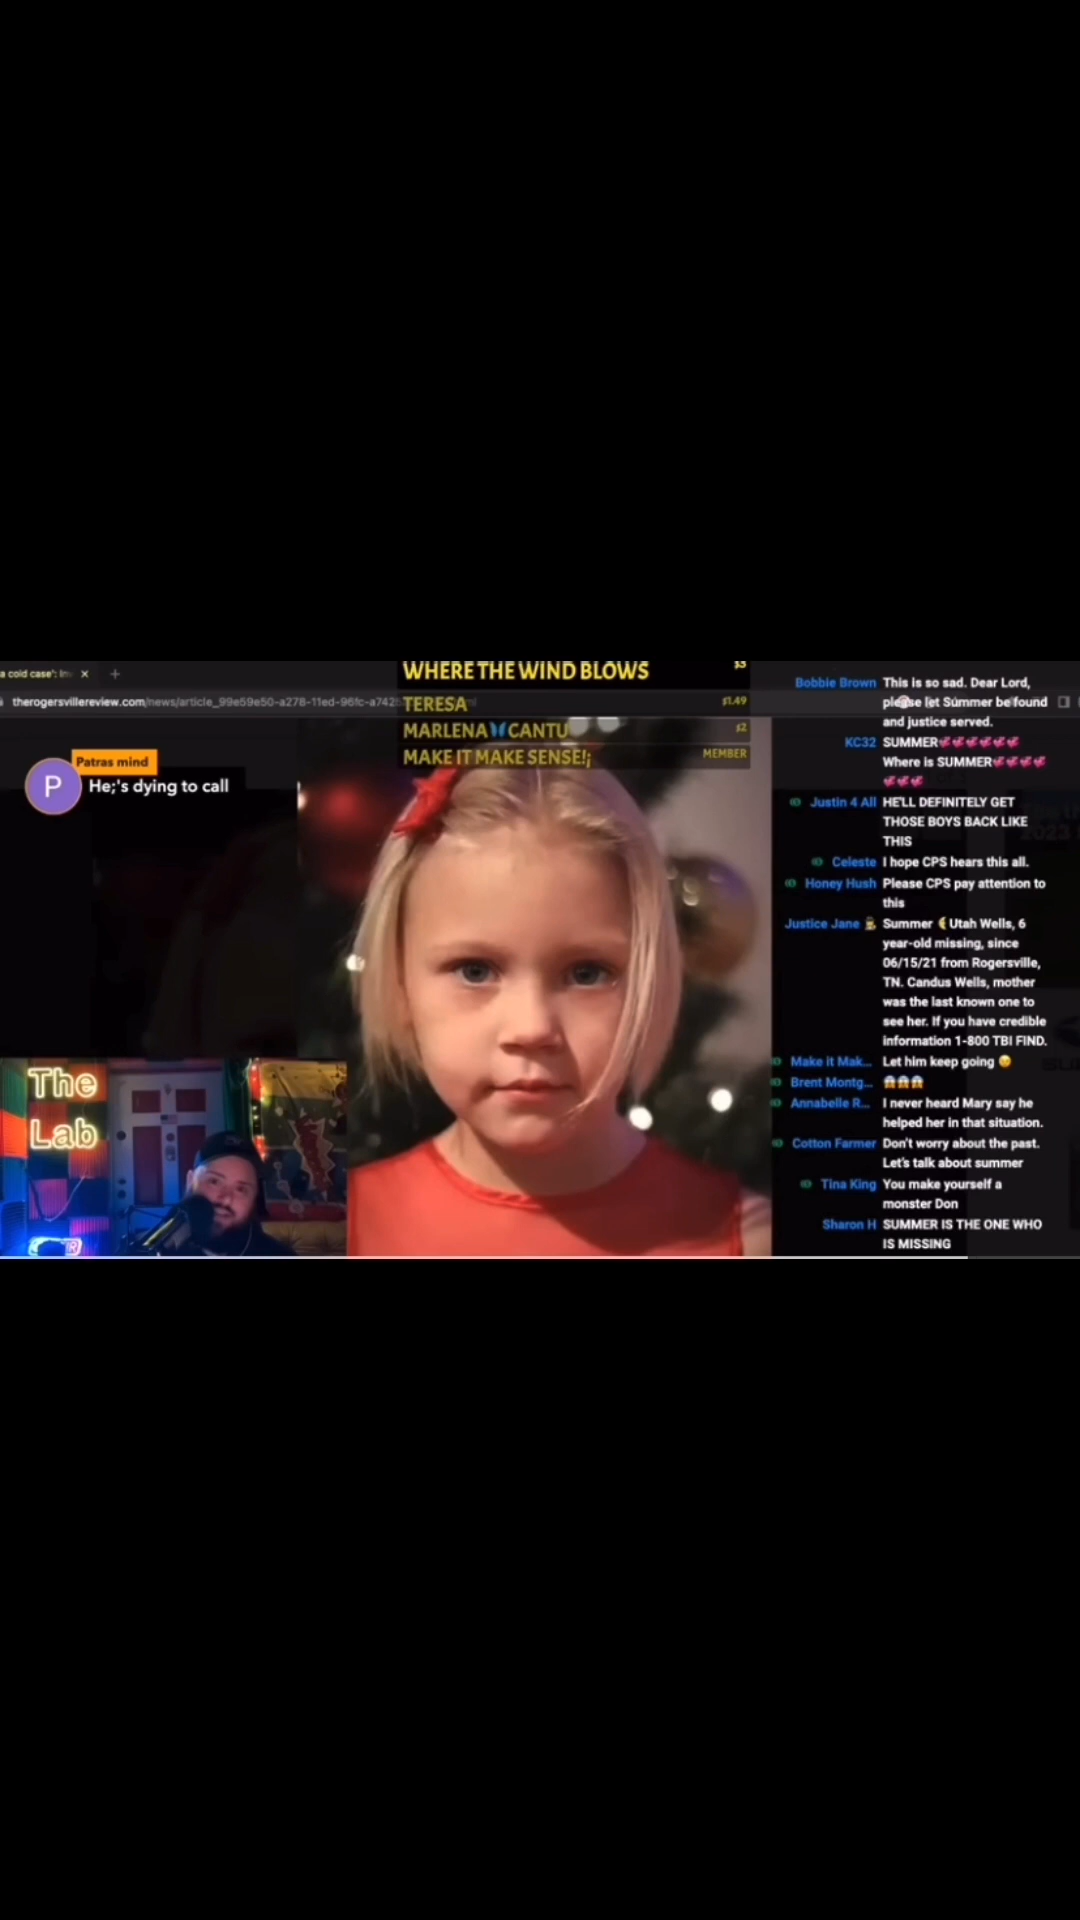 a cold case': In
therogersvillereview.com/news/article_99e59e50-a278-11ed-96fc-a742
WHERE THE WIND BLOWS $3
TERESA $1.49
MARLENA CANTU $2
MAKE IT MAKE SENSE!¡ MEMBER
Patras mind
P
He;'s dying to call
The
Lab
Bobbie Brown This is so sad. Dear Lord,
please let Summer be found
and justice served.
KC32 SUMMER💞💞💞💞💞💞
Where is SUMMER💞💞💞💞
💞💞💞
Justin 4 All HE'LL DEFINITELY GET
THOSE BOYS BACK LIKE
THIS
Celeste I hope CPS hears this all.
Honey Hush Please CPS pay attention to
this
Justice Jane Summer Utah Wells, 6
year-old missing, since
06/15/21 from Rogersville,
TN. Candus Wells, mother
was the last known one to
see her. If you have credible
information 1-800 TBI FIND.
Make it Mak... Let him keep going
Brent Montg... 😱😱😱
Annabelle R... I never heard Mary say he
helped her in that situation.
Cotton Farmer Don't worry about the past.
Let's talk about summer
Tina King You make yourself a
monster Don
Sharon H SUMMER IS THE ONE WHO
IS MISSING